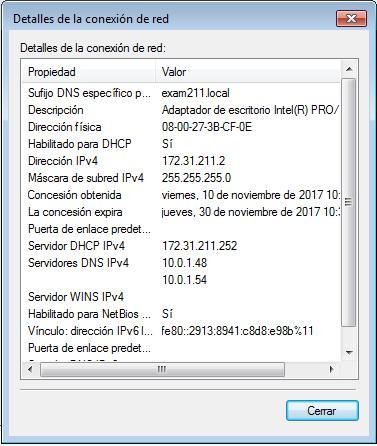 Detalles de la conexión de red
Detalles de la conexión de red:
Propiedad Valor
Sufijo DNS específico p... exam211.local
Descripción Adaptador de escritorio Intel(R) PRO/
Dirección física 08-00-27-3B-CF-0E
Habilitado para DHCP Sí
Dirección IPv4 172.31.211.2
Máscara de subred IPv4 255.255.255.0
Concesión obtenida viernes, 10 de noviembre de 2017 10:
La concesión expira jueves, 30 de noviembre de 2017 10:3
Puerta de enlace predet...
Servidor DHCP IPv4 172.31.211.252
Servidores DNS IPv4 10.0.1.48
10.0.1.54
Servidor WINS IPv4
Habilitado para NetBios ... Sí
Vínculo: dirección IPv6 l... fe80::2913:8941:c8d8:e98b%11
Puerta de enlace predet...
Cerrar